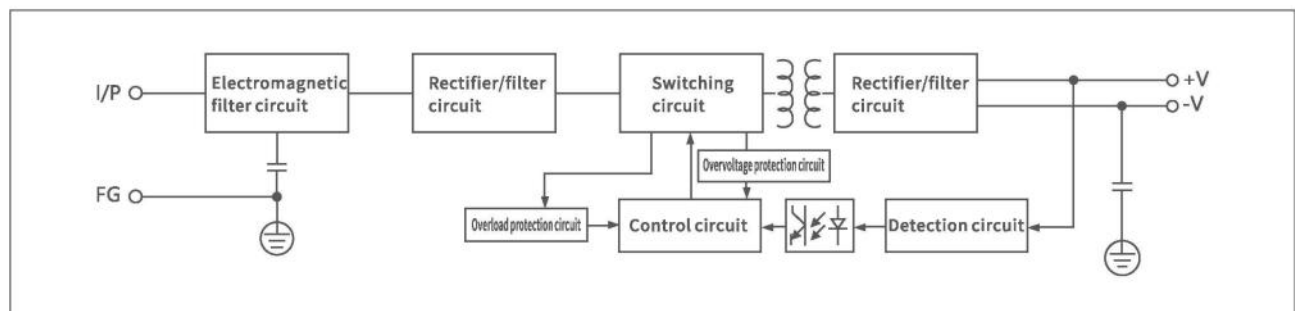 I/P
Electromagnetic
filter circuit
Rectifier/filter
circuit
Switching
circuit
Rectifier/filter
circuit
+V
-V
Overvoltage protection circuit
FG
Overload protection circuit
Control circuit
Detection circuit